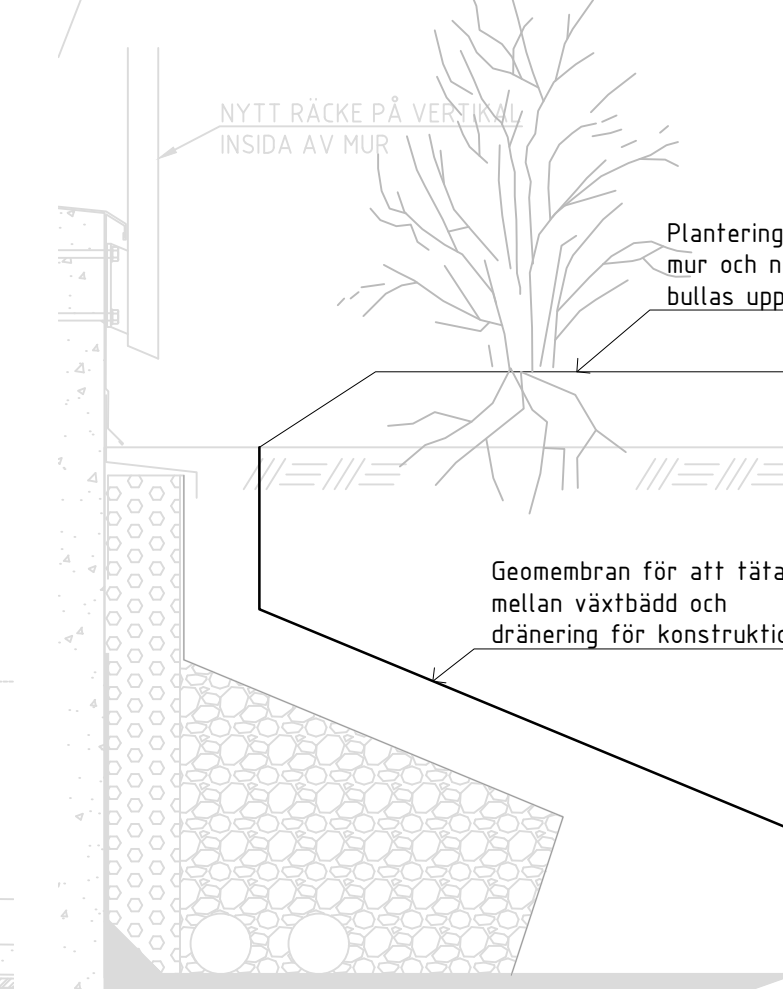 NYTT RÄCKE PÅ VERTIKAL
INSIDA AV MUR
Plantering
mur och n
bullas upp
Geomembran för att täta
mellan växtbädd och
dränering för konstruktio